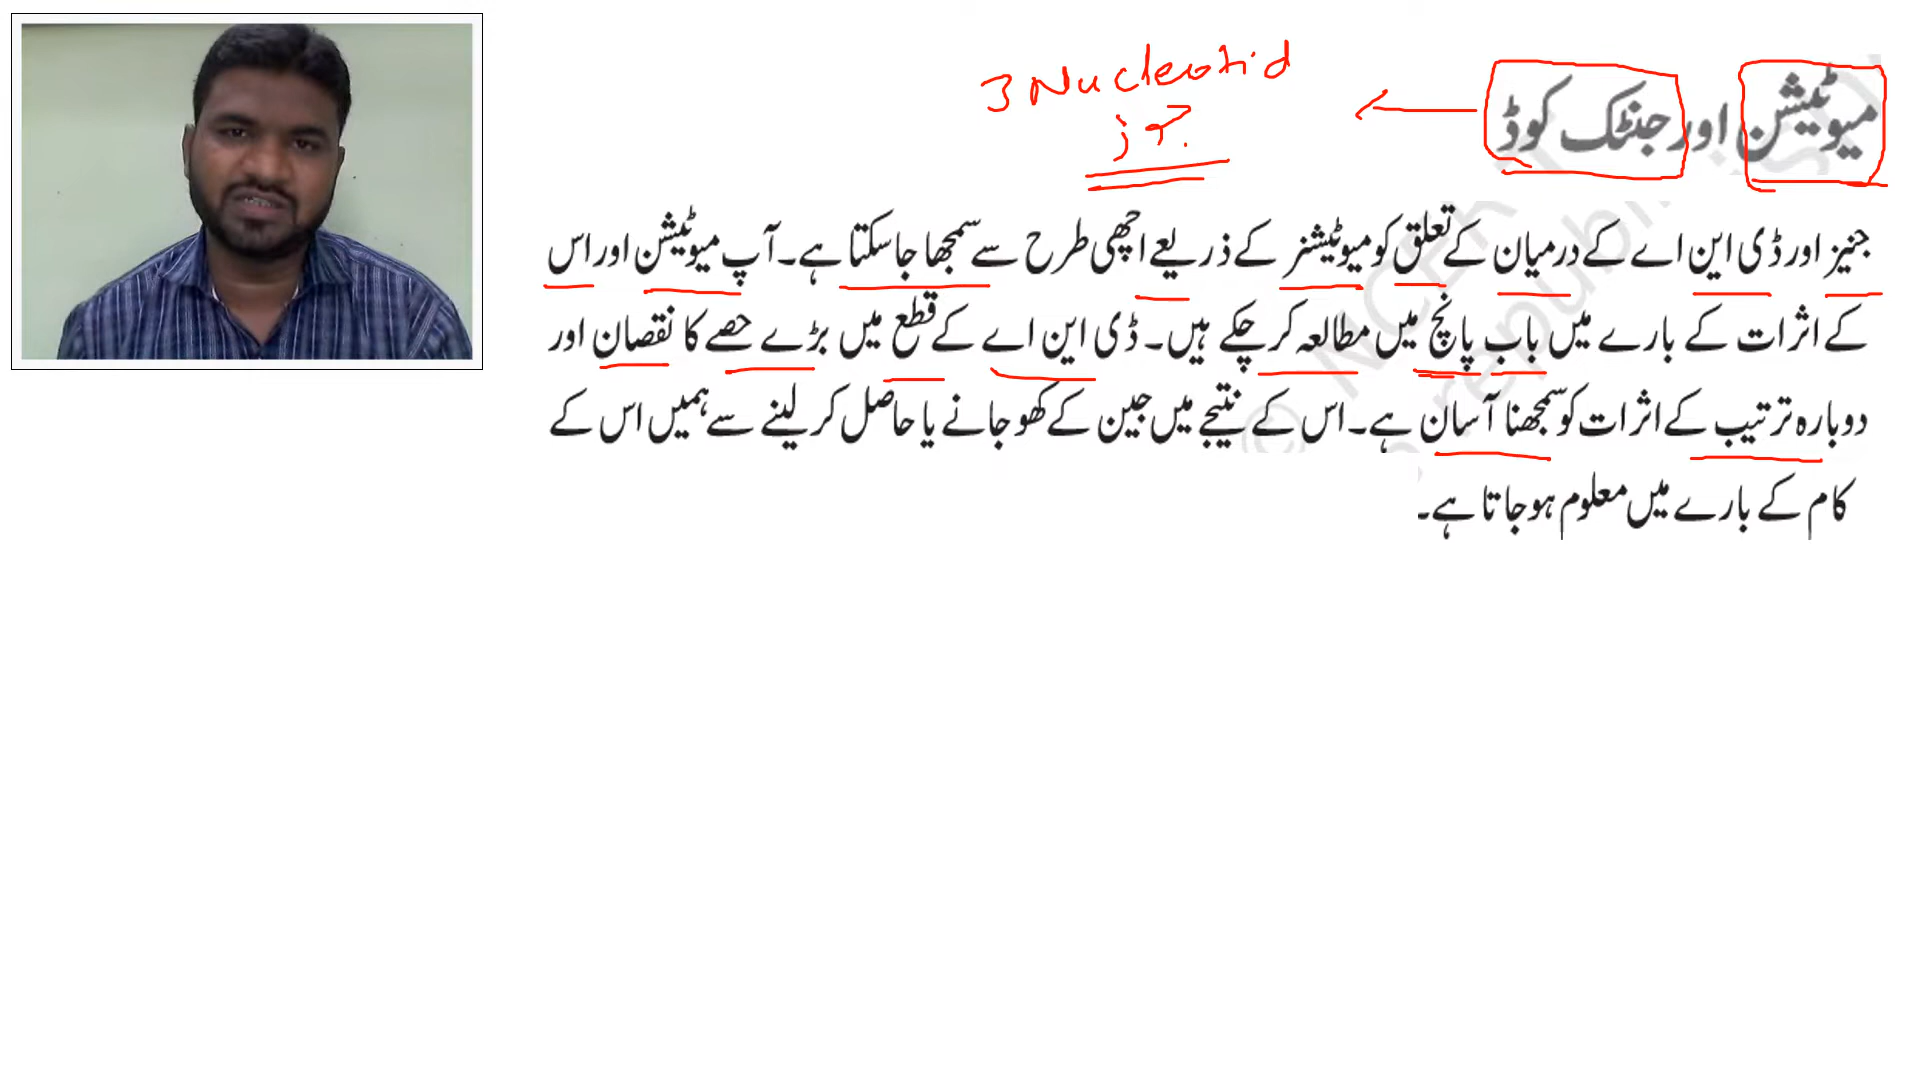 میوٹیشن اور جنٹک کوڈ
3 Nucleotid
جنیز اور ڈی این اے کے درمیان کے تعلق کو میوٹیشنز کے ذریعے اچھی طرح سے سمجھا جاسکتا ہے۔ آپ میوٹیشن اور اس
کے اثرات کے بارے میں باب پانچ میں مطالعہ کر چکے ہیں۔ ڈی این اے کے قطع میں بڑے حصے کا نقصان اور
دوبارہ ترتیب کے اثرات کو سمجھنا آسان ہے۔ اس کے نتیجے میں جین کے کھو جانے یا حاصل کر لینے سے ہمیں اس کے
کام کے بارے میں معلوم ہو جاتا ہے۔